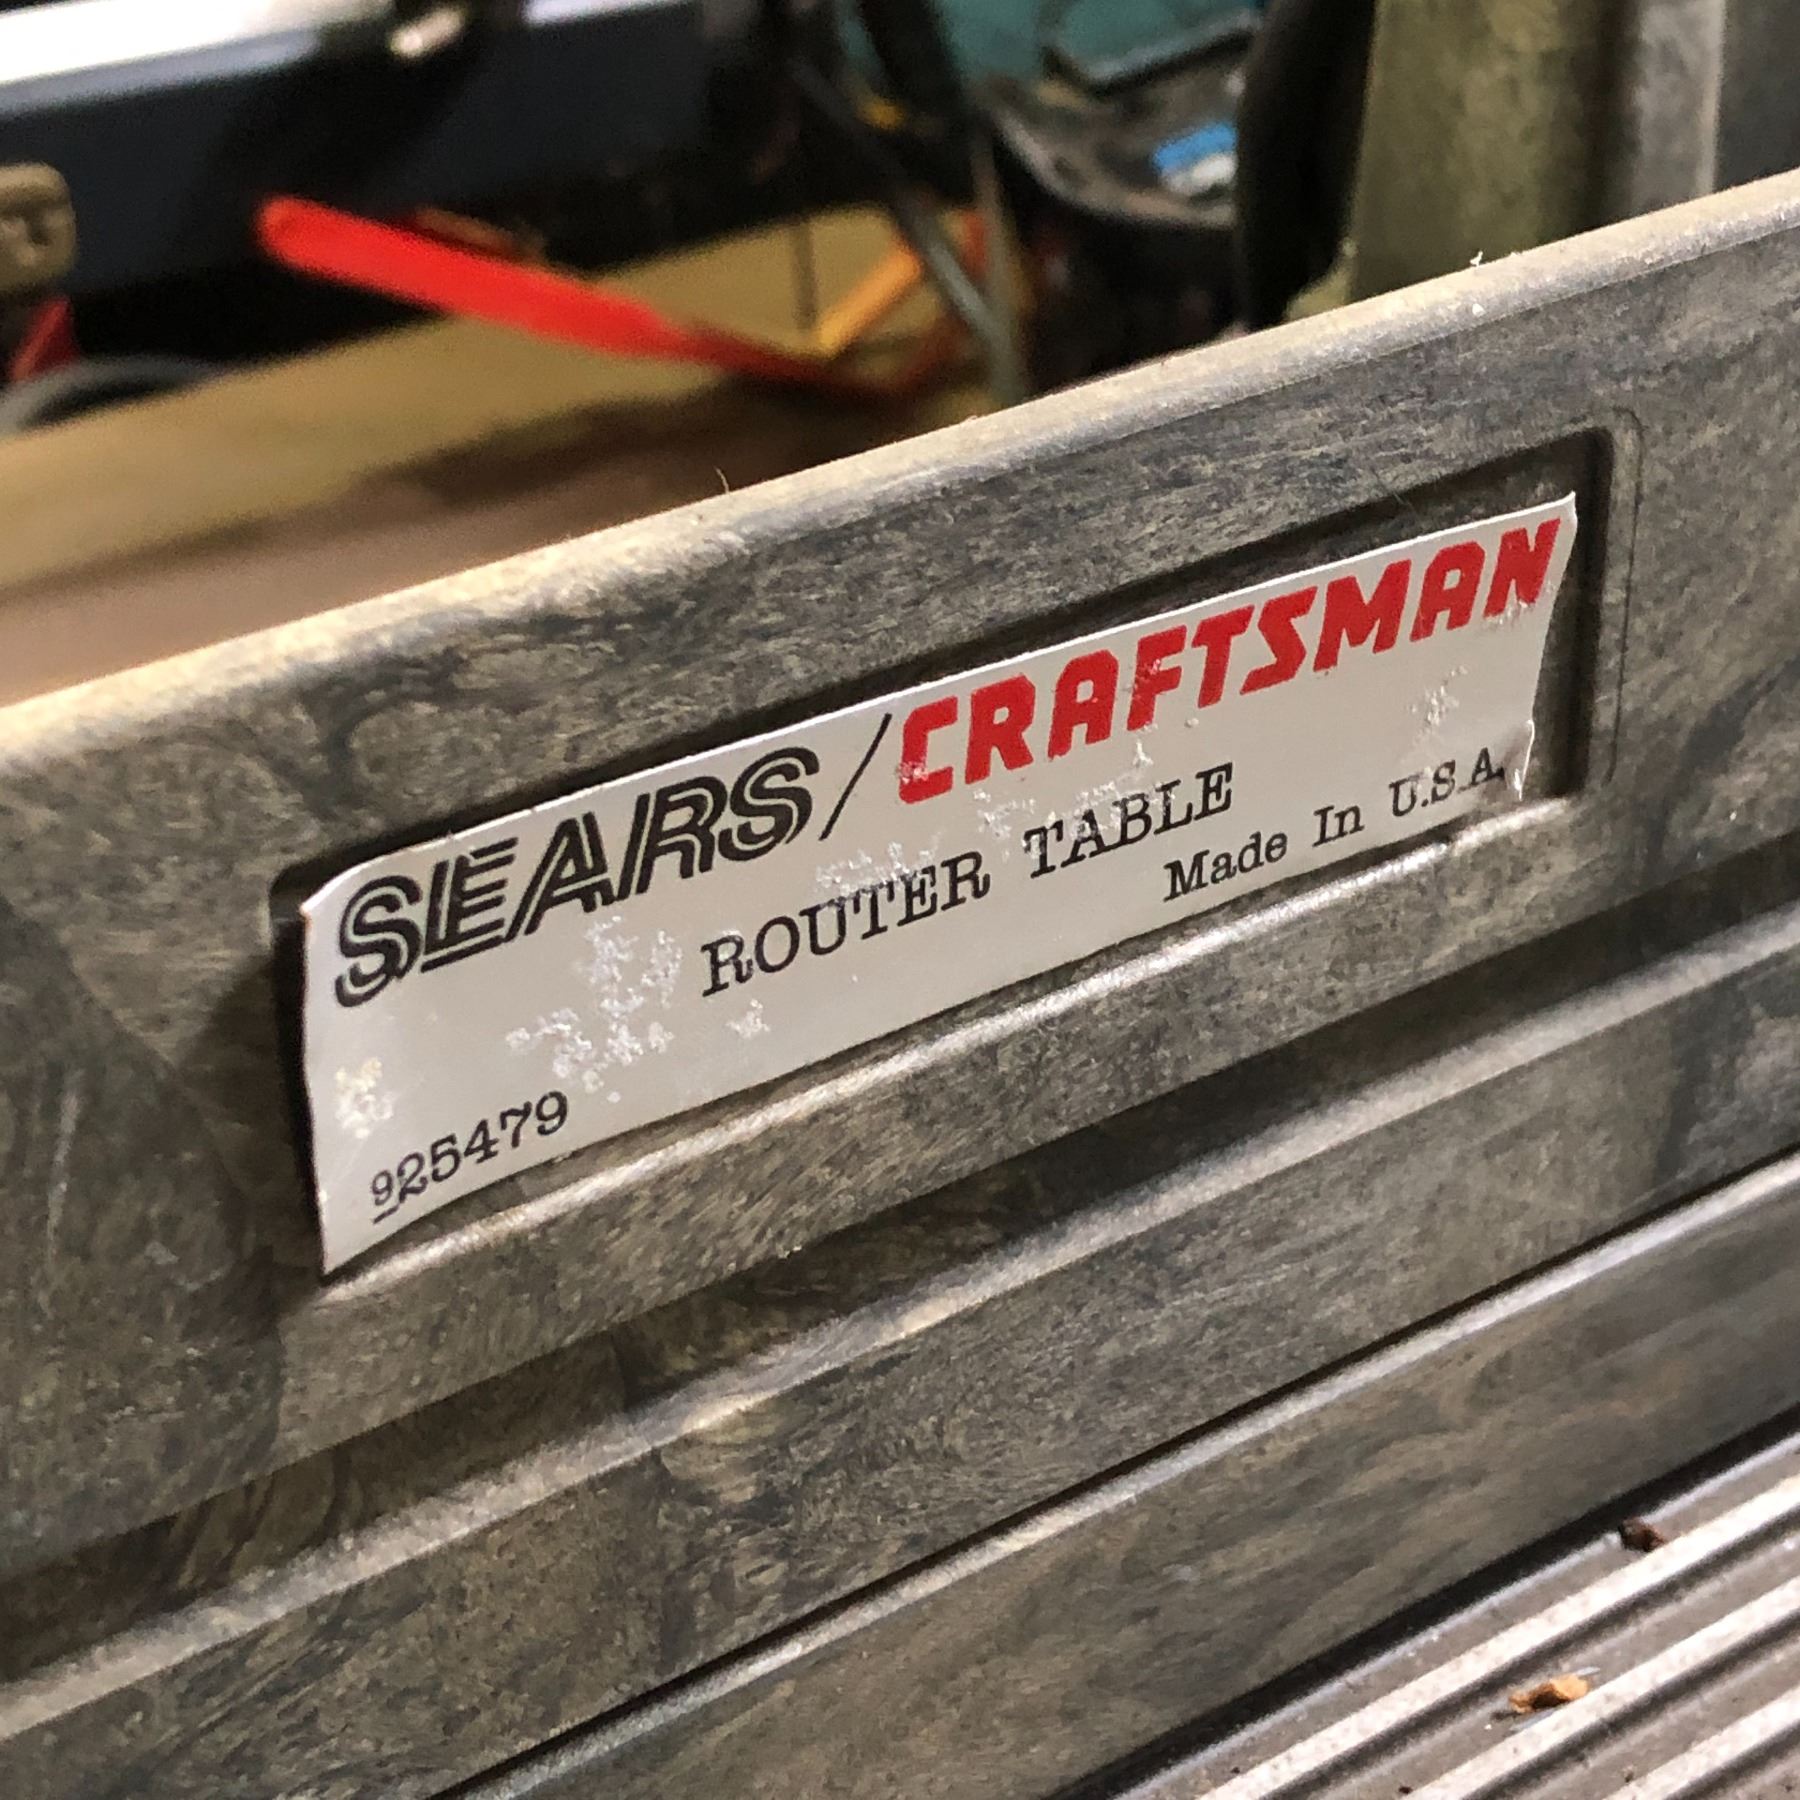 SEARS/CRAFTSMAN
ROUTER TABLE
Made In U.S.A.
925479